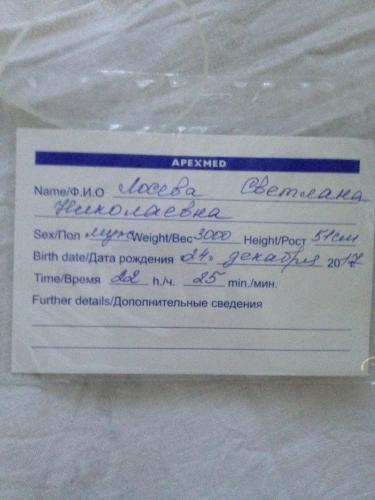 APEXMED
Name/Ф.И.О Лосева Светлана
Николаевна
Sex/Пол муж Weight/Вес 3000 Height/Рост 51см
Birth date/Дата рождения 24. декабря 2017
Time/Время 22 h./ч. 25 min./мин.
Further details/Дополнительные сведения